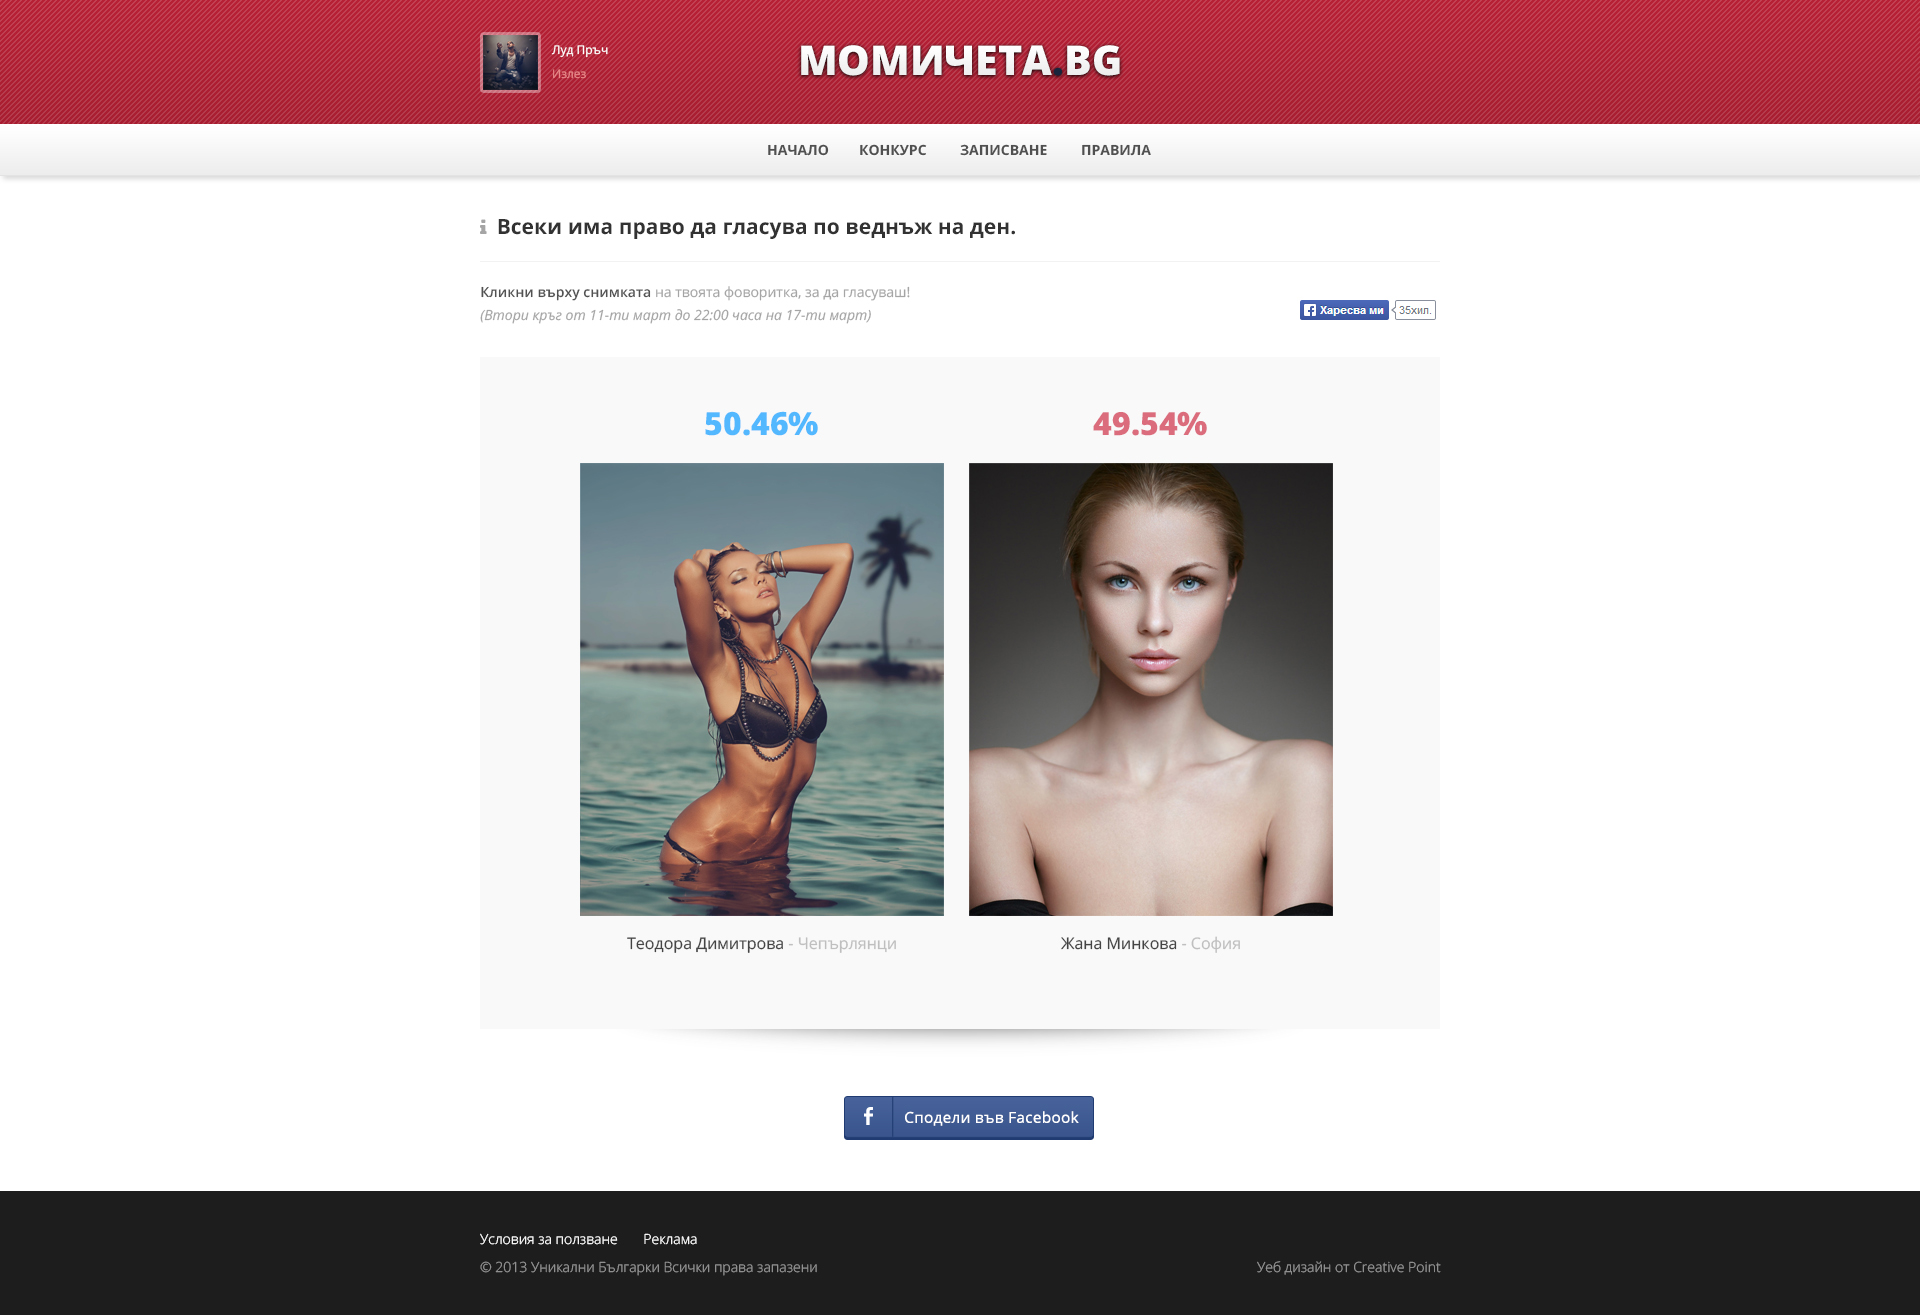 Луд Пръч
Излез
МОМИЧЕТА.BG
НАЧАЛО КОНКУРС ЗАПИСВАНЕ ПРАВИЛА
Всеки има право да гласува по веднъж на ден.
Кликни върху снимката на твоята фоворитка, за да гласуваш!
(Втори кръг от 11-ти март до 22:00 часа на 17-ти март)
Харесва ми 35хил.
50.46% 49.54%
Теодора Димитрова - Чепърлянци
Жана Минкова - София
Сподели във Facebook
Условия за ползване Реклама
© 2013 Уникални Българки Всички права запазени
Уеб дизайн от Creative Point